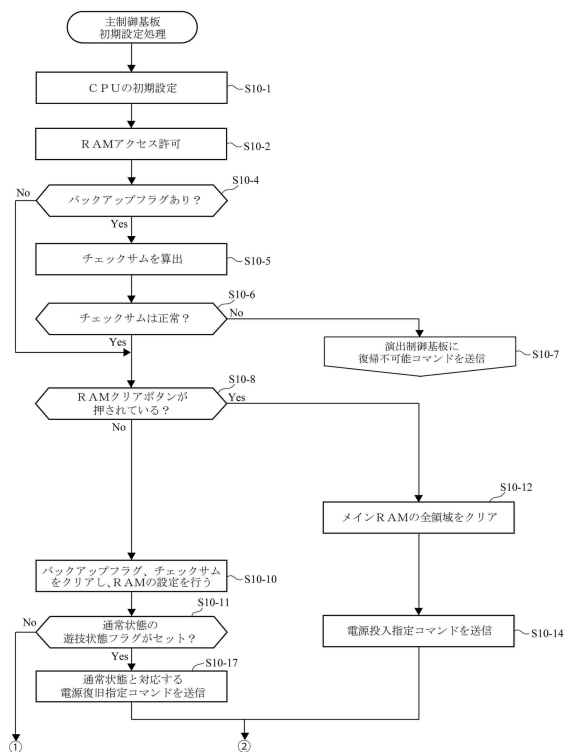 主制御基板
初期設定処理
ＣＰＵの初期設定
S10-1
ＲＡＭアクセス許可
S10-2
S10-4
No
バックアップフラグあり？
Yes
チェックサムを算出
S10-5
S10-6
チェックサムは正常？
No
Yes
演出制御基板に
復帰不可能コマンドを送信
S10-7
S10-8
ＲＡＭクリアボタンが
押されている？
Yes
No
S10-12
メインＲＡＭの全領域をクリア
バックアップフラグ、チェックサム
をクリアし、ＲＡＭの設定を行う
S10-10
S10-11
No
通常状態の
遊技状態フラグがセット？
電源投入指定コマンドを送信
S10-14
Yes
S10-17
通常状態と対応する
電源復旧指定コマンドを送信
①
②